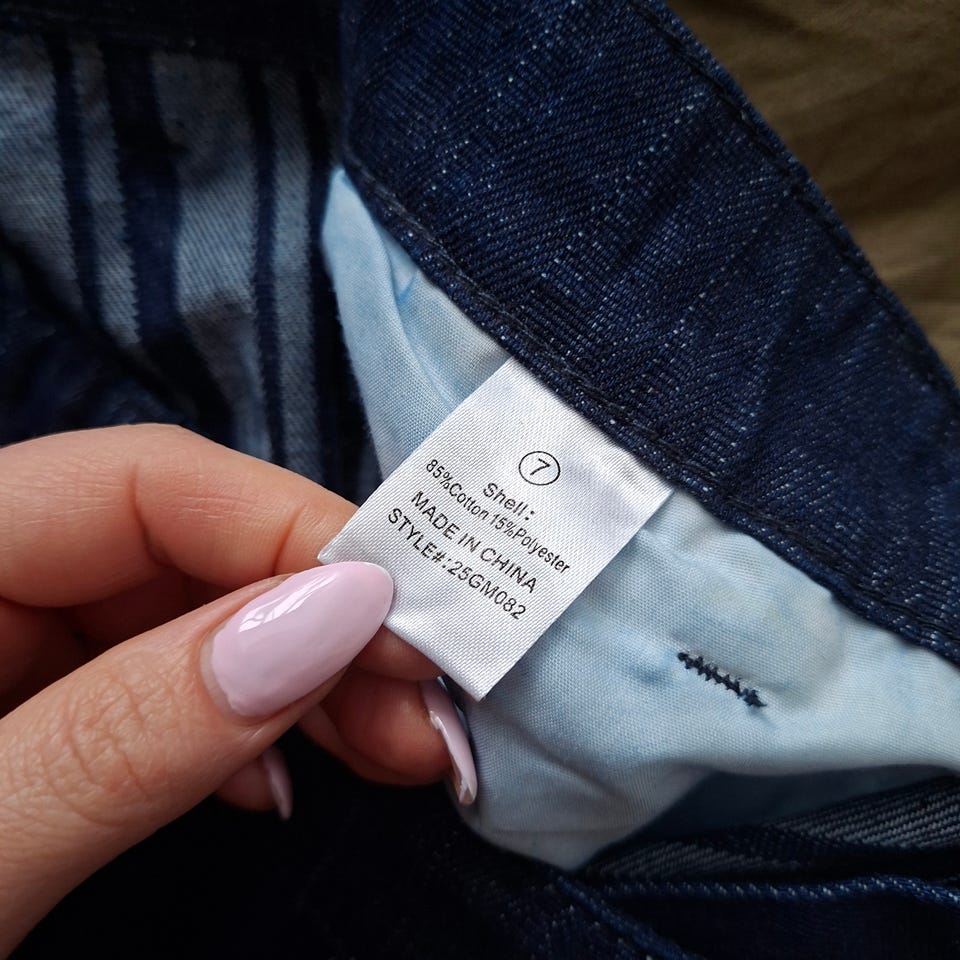 7
Shell:
85%Cotton 15%Polyester
MADE IN CHINA
STYLE#:25GM082